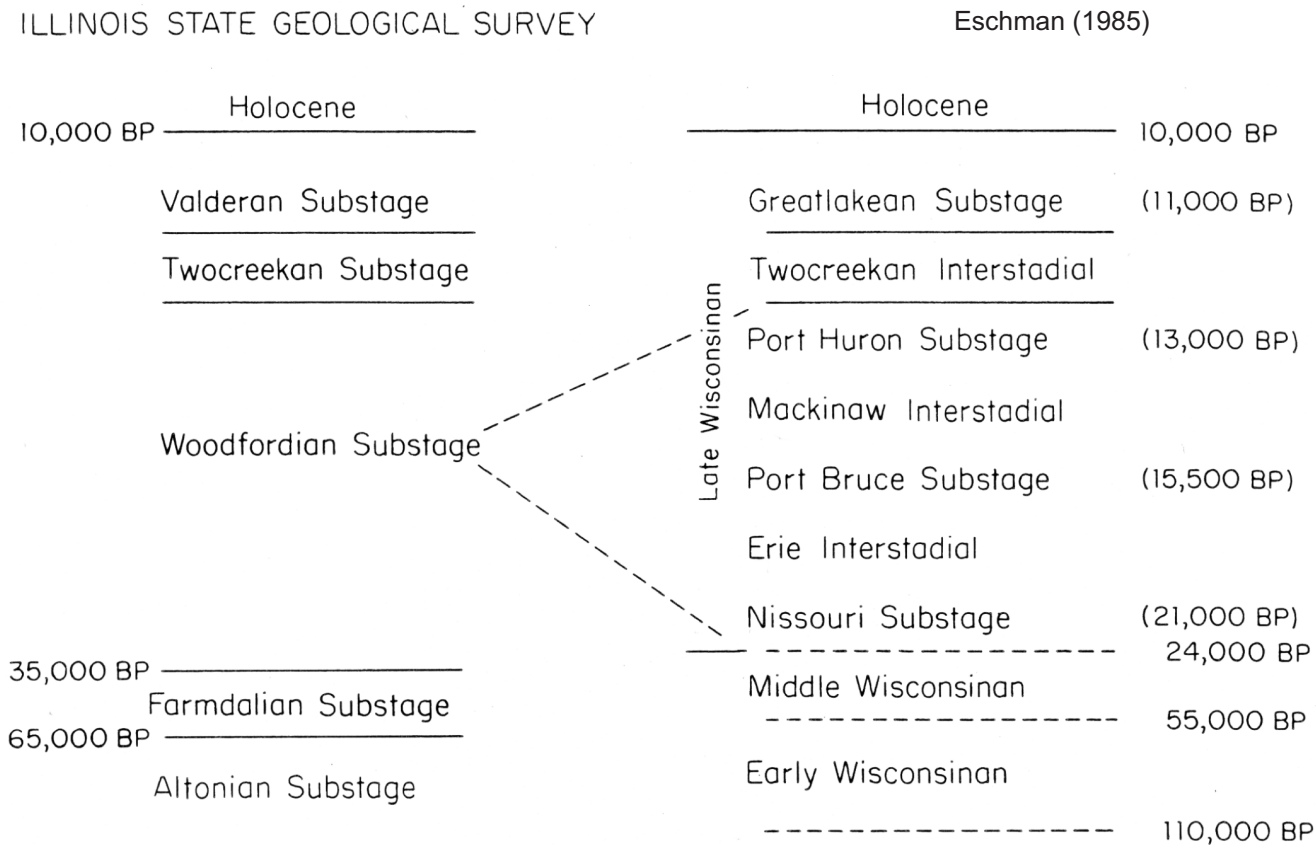 ILLINOIS STATE GEOLOGICAL SURVEY
Eschman (1985)
Holocene
10,000 BP
Valderan Substage
Twocreekan Substage
Woodfordian Substage
35,000 BP
Farmdalian Substage
65,000 BP
Altonian Substage
Late Wisconsinan
Holocene
10,000 BP
Greatlakean Substage (11,000 BP)
Twocreekan Interstadial
Port Huron Substage (13,000 BP)
Mackinaw Interstadial
Port Bruce Substage (15,500 BP)
Erie Interstadial
Nissouri Substage (21,000 BP)
24,000 BP
Middle Wisconsinan
55,000 BP
Early Wisconsinan
110,000 BP